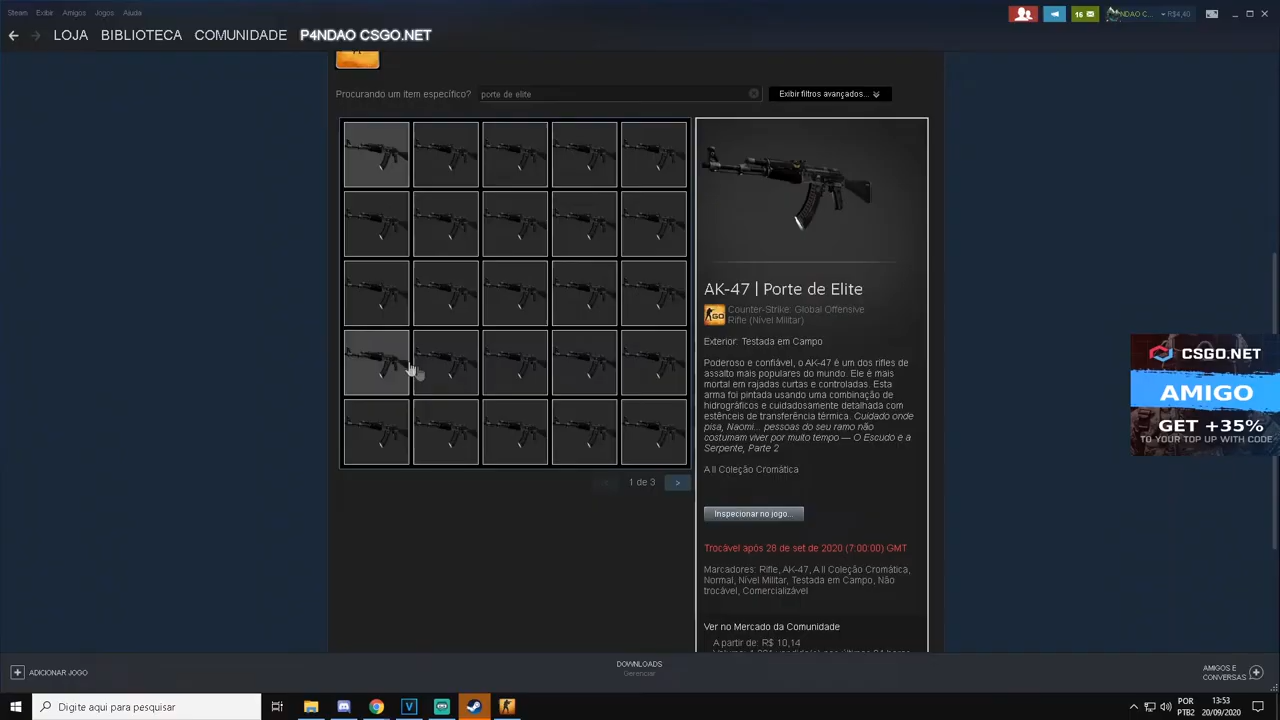 Steam Exibir Amigos Jogos Ajuda
16
R$4,40
LOJA BIBLIOTECA COMUNIDADE P4NDAO CSGO.NET
Procurando um item específico? porte de elite Exibir filtros avançados...
AK-47 | Porte de Elite
Counter-Strike: Global Offensive
Rifle (Nível Militar)
Exterior: Testada em Campo
Poderoso e confiável, o AK-47 é um dos rifles de
assalto mais populares do mundo. Ele é mais
mortal em rajadas curtas e controladas. Esta
arma foi pintada usando uma combinação de
hidrográficos e cuidadosamente detalhada com
estênceis de transferência térmica. Cuidado onde
pisa, Naomi... pessoas do seu ramo não
costumam viver por muito tempo — O Escudo e a
Serpente, Parte 2
A II Coleção Cromática
1 de 3 >
Inspecionar no jogo...
Trocável após 28 de set de 2020 (7:00:00) GMT
Marcadores: Rifle, AK-47, A II Coleção Cromática,
Normal, Nível Militar, Testada em Campo, Não
trocável, Comercializável
Ver no Mercado da Comunidade
A partir de: R$ 10,14
CSGO.NET
AMIGO
GET +35%
TO YOUR TOP UP WITH CODE
ADICIONAR JOGO
DOWNLOADS
Gerenciar
AMIGOS E
CONVERSAS
Digite aqui para pesquisar
POR
PTB2
13:53
20/09/2020